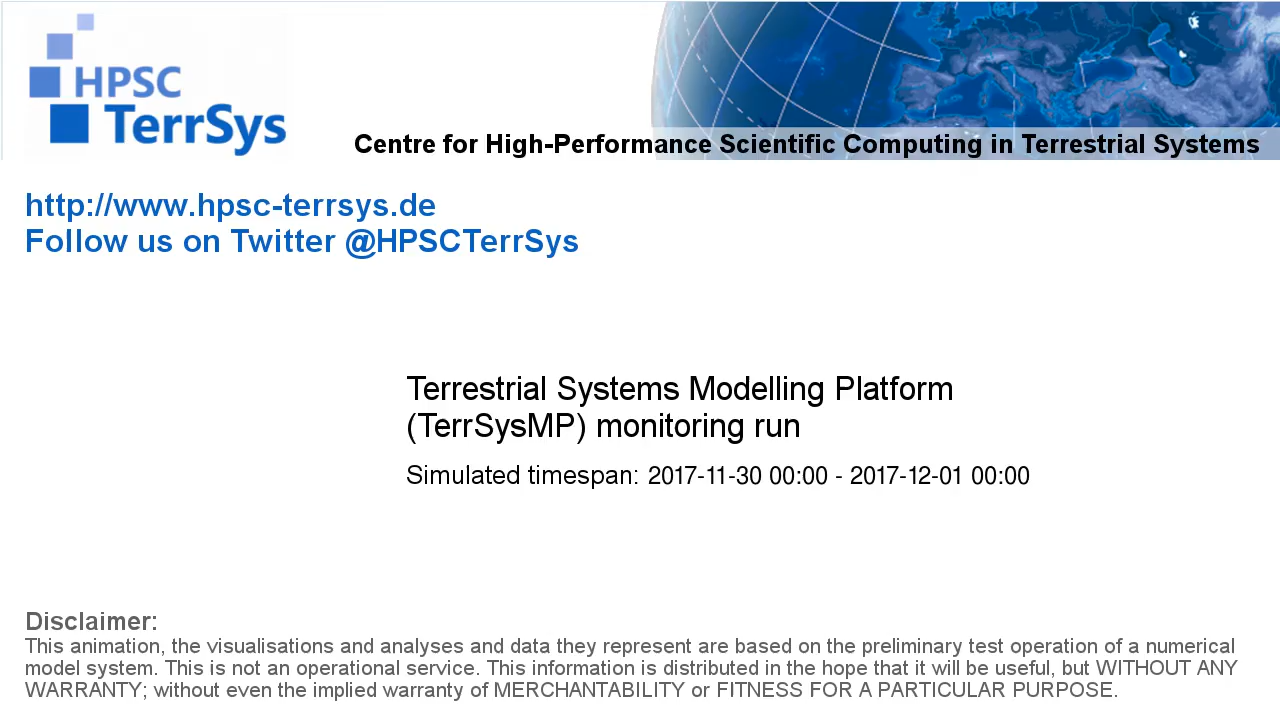 HPSC
TerrSys
Centre for High-Performance Scientific Computing in Terrestrial Systems
http://www.hpsc-terrsys.de
Follow us on Twitter @HPSCTerrSys
Terrestrial Systems Modelling Platform
(TerrSysMP) monitoring run
Simulated timespan: 2017-11-30 00:00 - 2017-12-01 00:00
Disclaimer:
This animation, the visualisations and analyses and data they represent are based on the preliminary test operation of a numerical
model system. This is not an operational service. This information is distributed in the hope that it will be useful, but WITHOUT ANY
WARRANTY; without even the implied warranty of MERCHANTABILITY or FITNESS FOR A PARTICULAR PURPOSE.